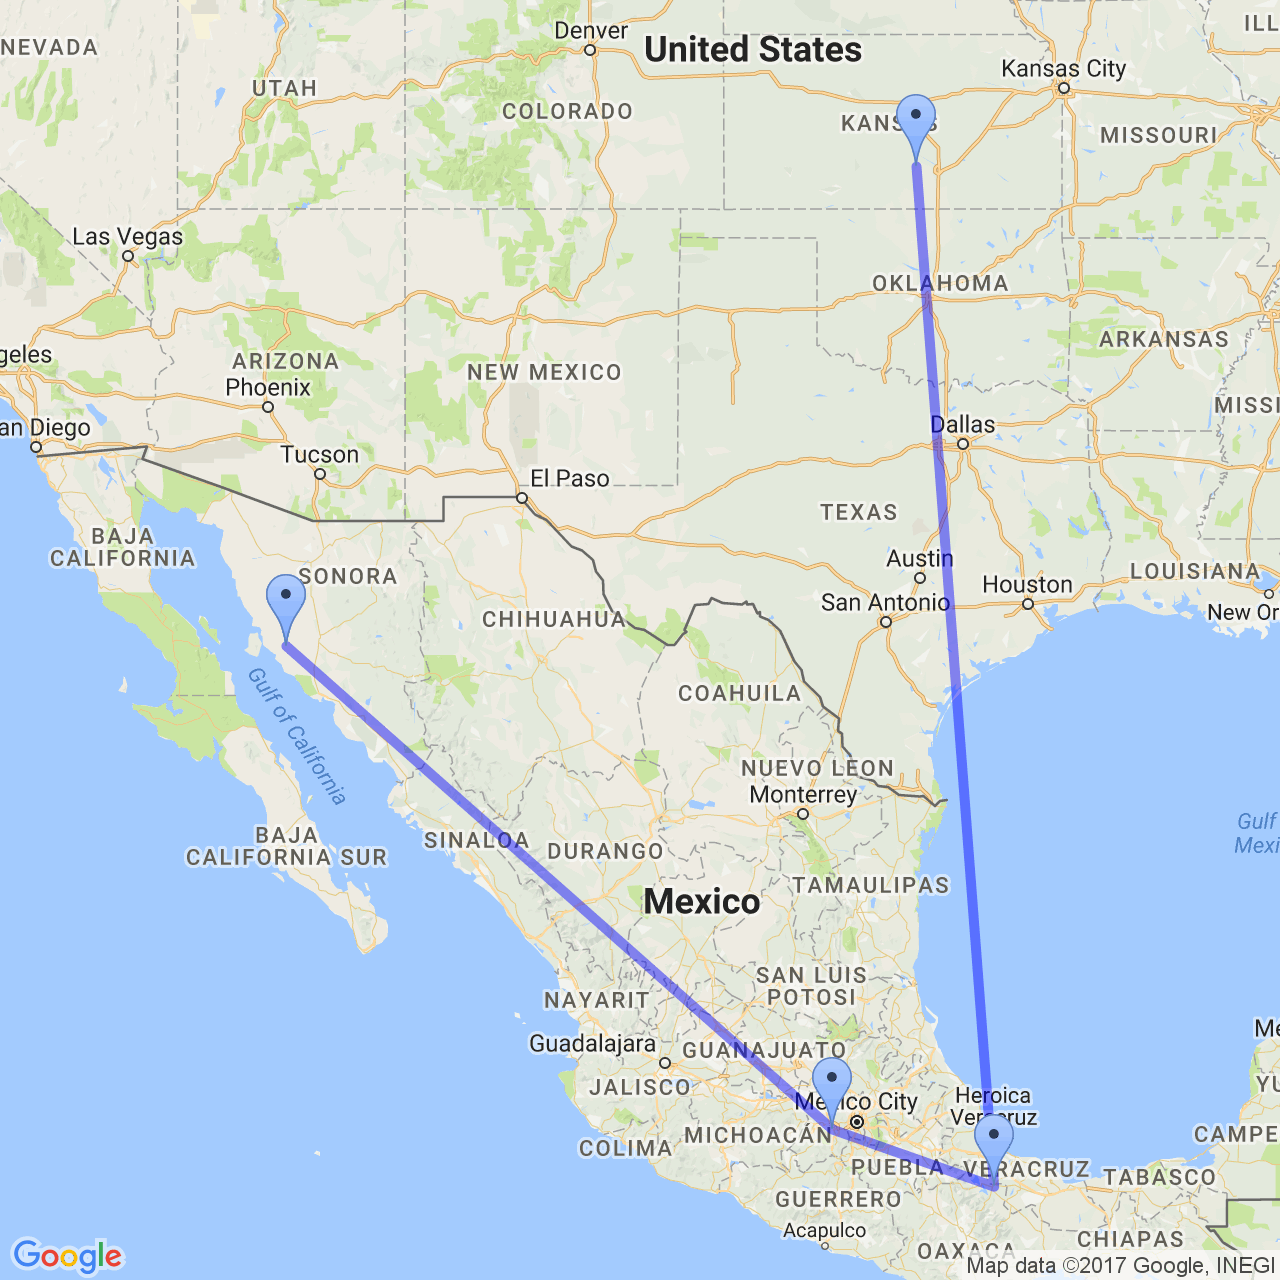 Denver
United States
ILL
NEVADA
Kansas City
UTAH
COLORADO
KANSAS
MISSOURI
Las Vegas
OKLAHOMA
ARKANSAS
geles
ARIZONA
NEW MEXICO
Phoenix
MISSI
an Diego
Dallas
Tucson
El Paso
TEXAS
BAJA
CALIFORNIA
Austin
LOUISIANA
SONORA
Houston
San Antonio
New Or
CHIHUAHUA
COAHUILA
Gulf of California
NUEVO LEON
Monterrey
Gulf
Mexi
BAJA
CALIFORNIA SUR
SINALOA
DURANGO
TAMAULIPAS
Mexico
SAN LUIS
POTOSI
NAYARIT
Me
Guadalajara
GUANAJUATO
JALISCO
YU
Heroica
Veracruz
Mexico City
MICHOACÁN
CAMPE
COLIMA
PUEBLA
VERACRUZ
TABASCO
GUERRERO
Acapulco
OAXACA
CHIAPAS
Google
Map data ©2017 Google, INEGI